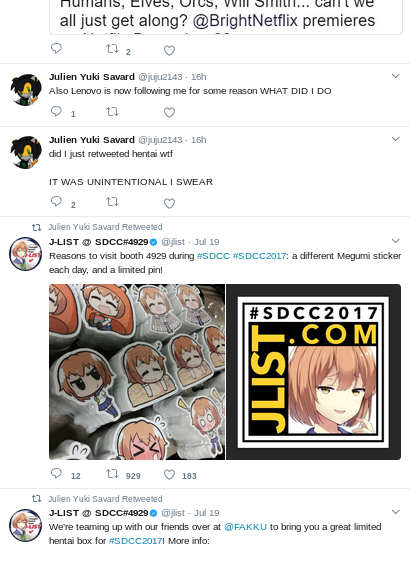 Humans, Elves, Orcs, Will Smith... can't we
all just get along? @BrightNetflix premieres
2
Julien Yuki Savard @juju2143 · 16h
Also Lenovo is now following me for some reason WHAT DID I DO
1
Julien Yuki Savard @juju2143 · 16h
did I just retweeted hentai wtf
IT WAS UNINTENTIONAL I SWEAR
2
Julien Yuki Savard Retweeted
J-LIST @ SDCC#4929 @jlist · Jul 19
Reasons to visit booth 4929 during #SDCC #SDCC2017: a different Megumi sticker
each day, and a limited pin!
#SDCC2017
JLIST.COM
12 929 183
Julien Yuki Savard Retweeted
J-LIST @ SDCC#4929 @jlist · Jul 19
We're teaming up with our friends over at @FAKKU to bring you a great limited
hentai box for #SDCC2017! More info: